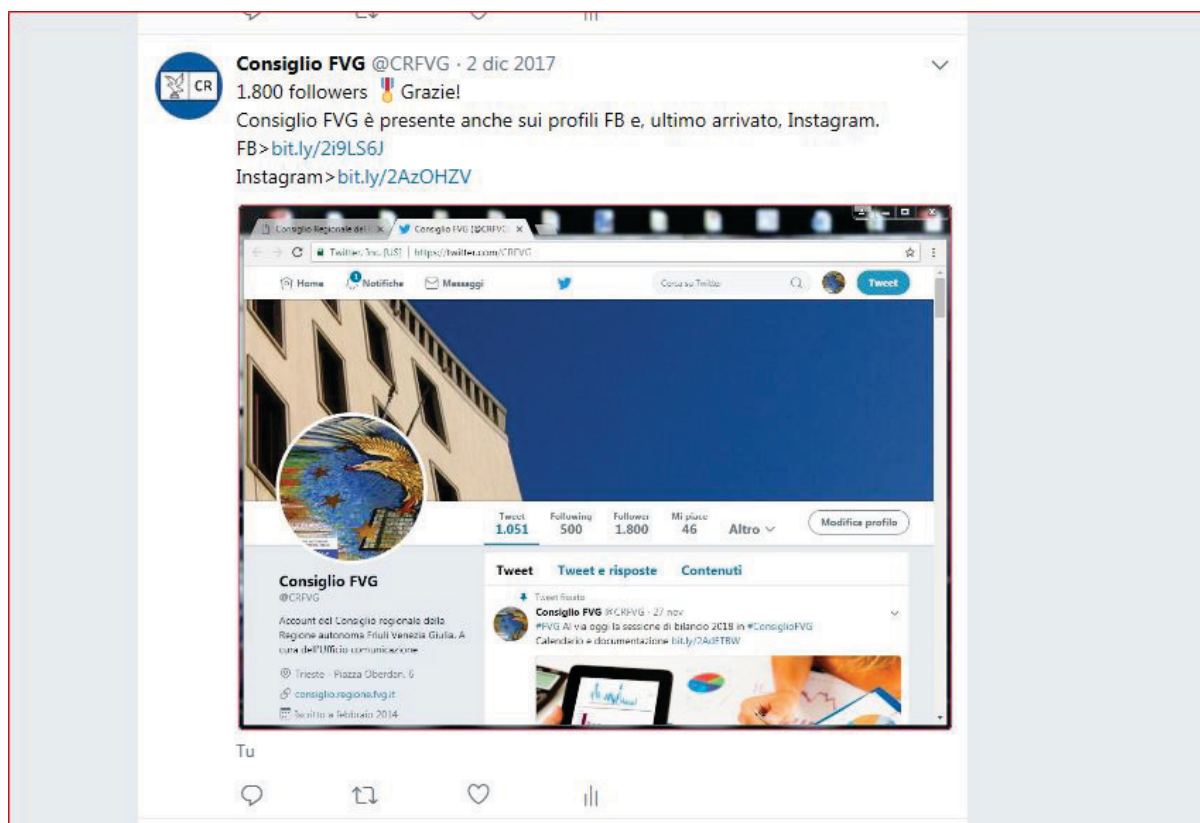 CR
Consiglio FVG @CRFVG · 2 dic 2017
1.800 followers 🎖 Grazie!
Consiglio FVG è presente anche sui profili FB e, ultimo arrivato, Instagram.
FB>bit.ly/2i9LS6J
Instagram>bit.ly/2AzOHZV
Consiglio Regionale del
Consiglio FVG (@CRFVG)
Twitter, Inc. [US] | https://twitter.com/CRFVG
Home
1
Notifiche
Messaggi
Cerca su Twitter
Tweet
Tweet
1.051
Following
500
Follower
1.800
Mi piace
46
Altro
Modifica profilo
Consiglio FVG
@CRFVG
Account del Consiglio regionale della
Regione autonoma Friuli Venezia Giulia. A
cura dell'Ufficio comunicazione
Trieste - Piazza Oberdan, 6
consiglio.regione.fvg.it
Iscritto a febbraio 2014
Tweet
Tweet e risposte
Contenuti
Tweet fissato
Consiglio FVG @CRFVG · 27 nov
#FVG Al via oggi la sessione di bilancio 2018 in #ConsiglioFVG
Calendario e documentazione
Tu